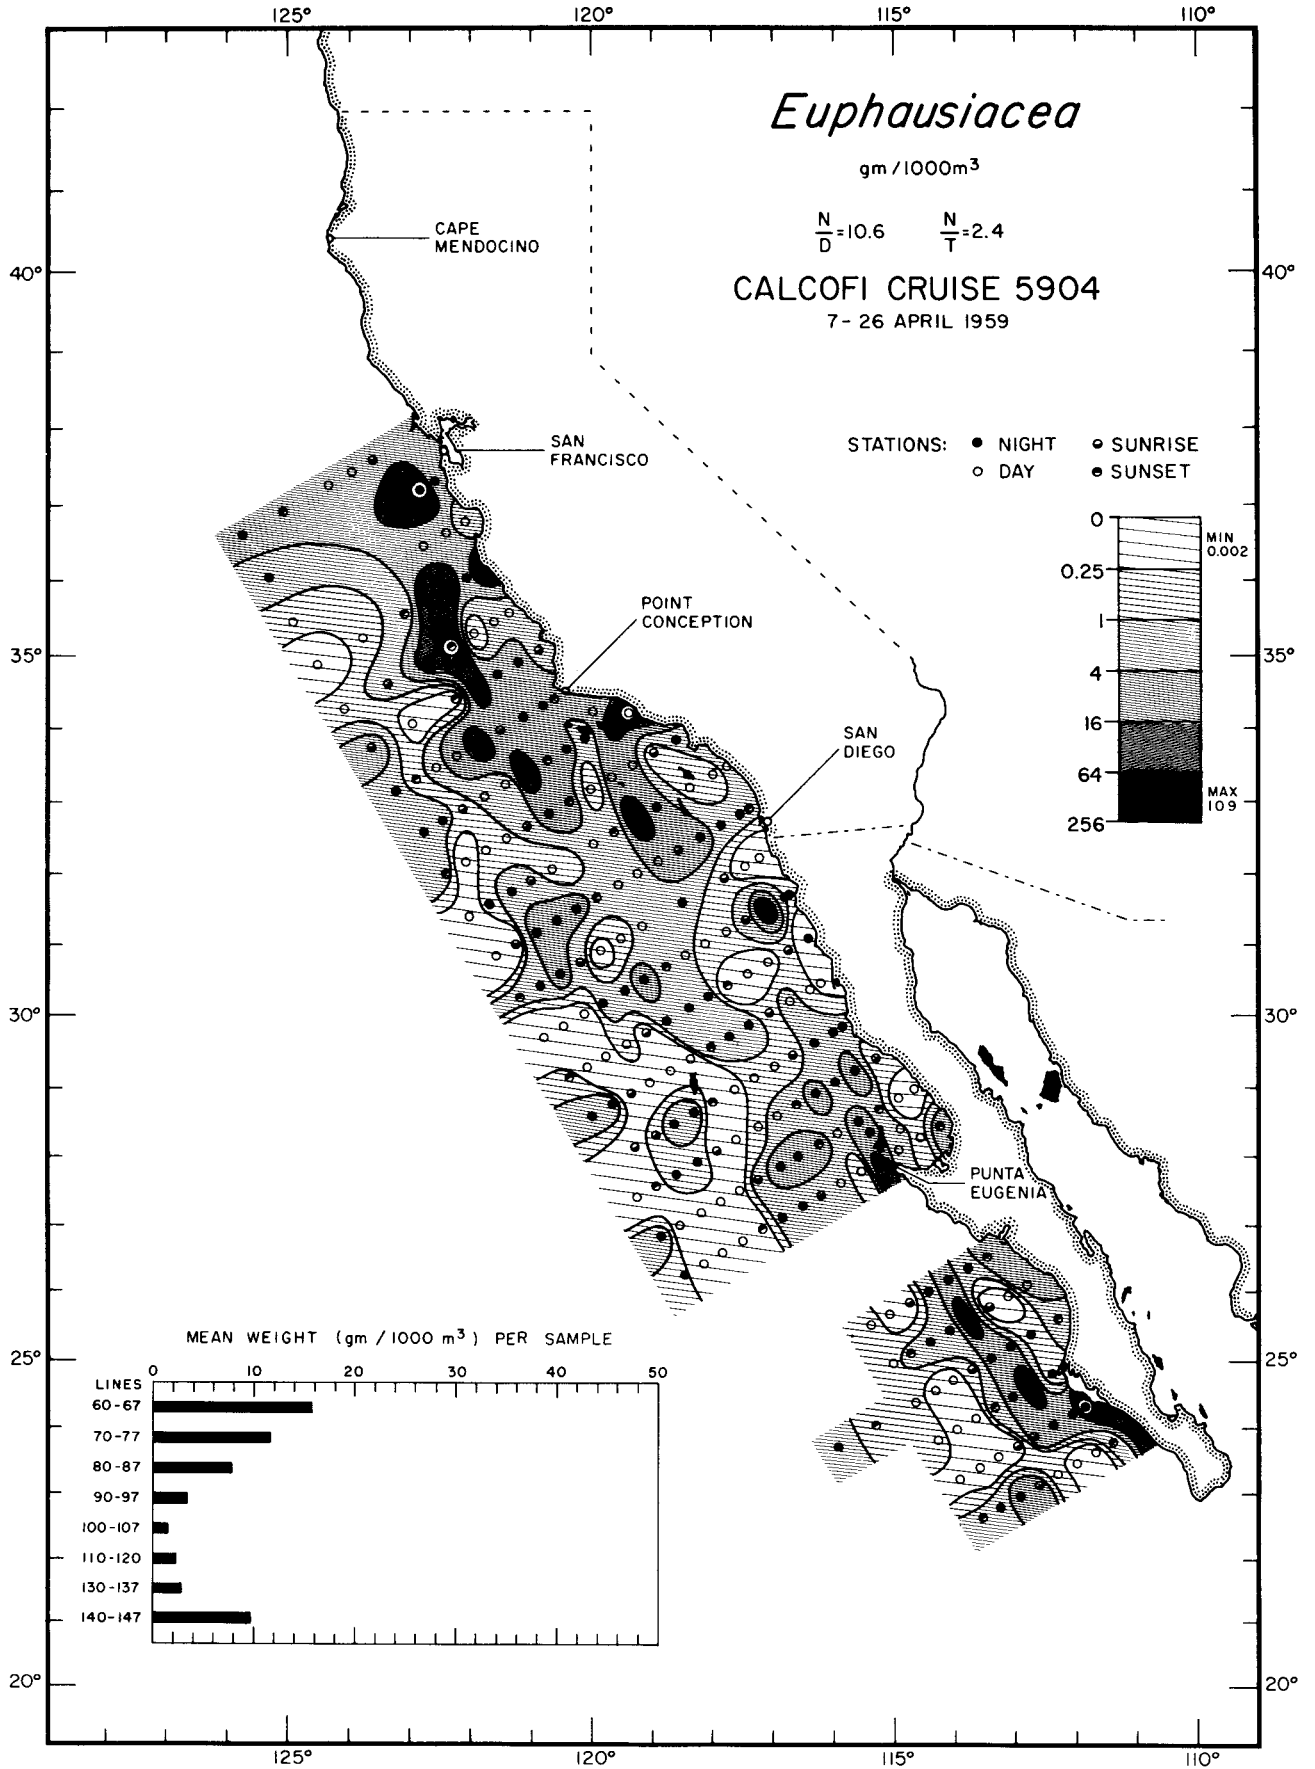 125° 120° 115° 110°
Euphausiacea
gm/1000m³
N/D=10.6 N/T=2.4
CALCOFI CRUISE 5904
7-26 APRIL 1959
CAPE
MENDOCINO
40° 40°
SAN
FRANCISCO
STATIONS: NIGHT SUNRISE
DAY SUNSET
0
MIN
0.002
0.25
1
4
16
64
MAX
109
256
POINT
CONCEPTION
35° 35°
SAN
DIEGO
30° 30°
PUNTA
EUGENIA
25° 25°
MEAN WEIGHT (gm/1000 m³) PER SAMPLE
0 10 20 30 40 50
LINES
60-67
70-77
80-87
90-97
100-107
110-120
130-137
140-147
20° 20°
125° 120° 115° 110°